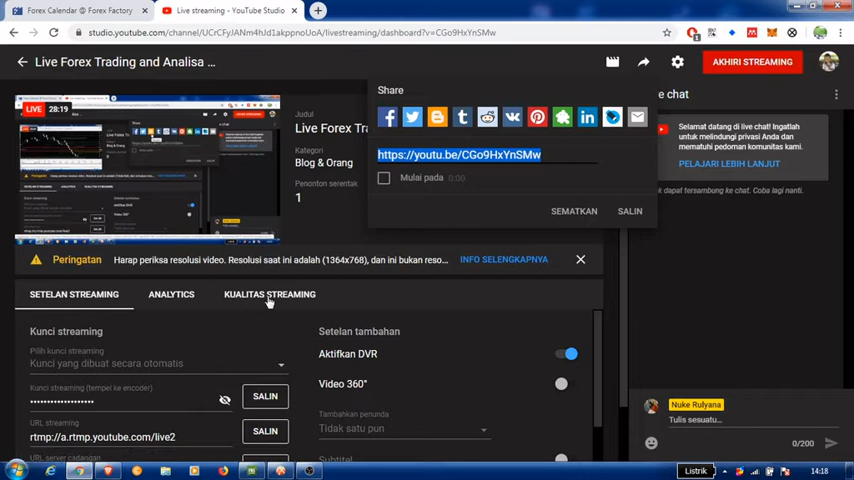 Forex Calendar @ Forex Factory
Live streaming - YouTube Studio
studio.youtube.com/channel/UCrCFyJANm4hJd1akppnoUoA/livestreaming/dashboard?v=CGo9HxYnSMw
Live Forex Trading and Analisa ...
AKHIRI STREAMING
LIVE 28:19
Judul
Live Forex Tradi
Kategori
Blog & Orang
Penonton serentak
1
Share
https://youtu.be/CGo9HxYnSMw
Mulai pada 0:00
SEMATKAN
SALIN
e chat
Selamat datang di live chat! Ingatlah
untuk melindungi privasi Anda dan
mematuhi pedoman komunitas
kami.
PELAJARI LEBIH LANJUT
k dapat tersambung ke chat. Coba lagi nanti.
Peringatan
Harap periksa resolusi video. Resolusi saat ini adalah (1364x768), dan ini bukan reso...
INFO SELENGKAPNYA
SETELAN STREAMING
ANALYTICS
KUALITAS STREAMING
Kunci streaming
Pilih kunci streaming
Kunci yang dibuat secara otomatis
Kunci streaming (tempel ke encoder)
SALIN
URL streaming
rtmp://a.rtmp.youtube.com/live2
SALIN
URL server cadangan
Setelan tambahan
Aktifkan DVR
Video 360°
Tambahkan penunda
Tidak satu pun
Subtitel
Nuke Rulyana
Tulis sesuatu...
0/200
Listrik
14:18